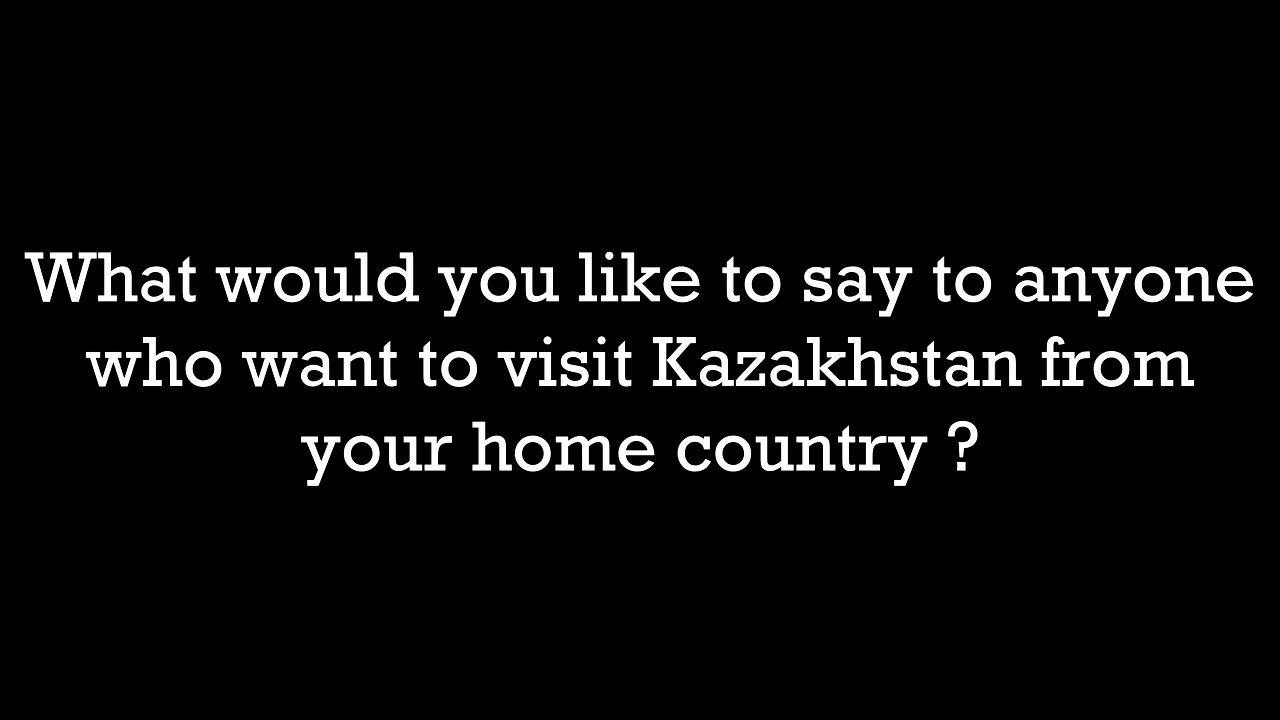 What would you like to say to anyone
who want to visit Kazakhstan from
your home country ?